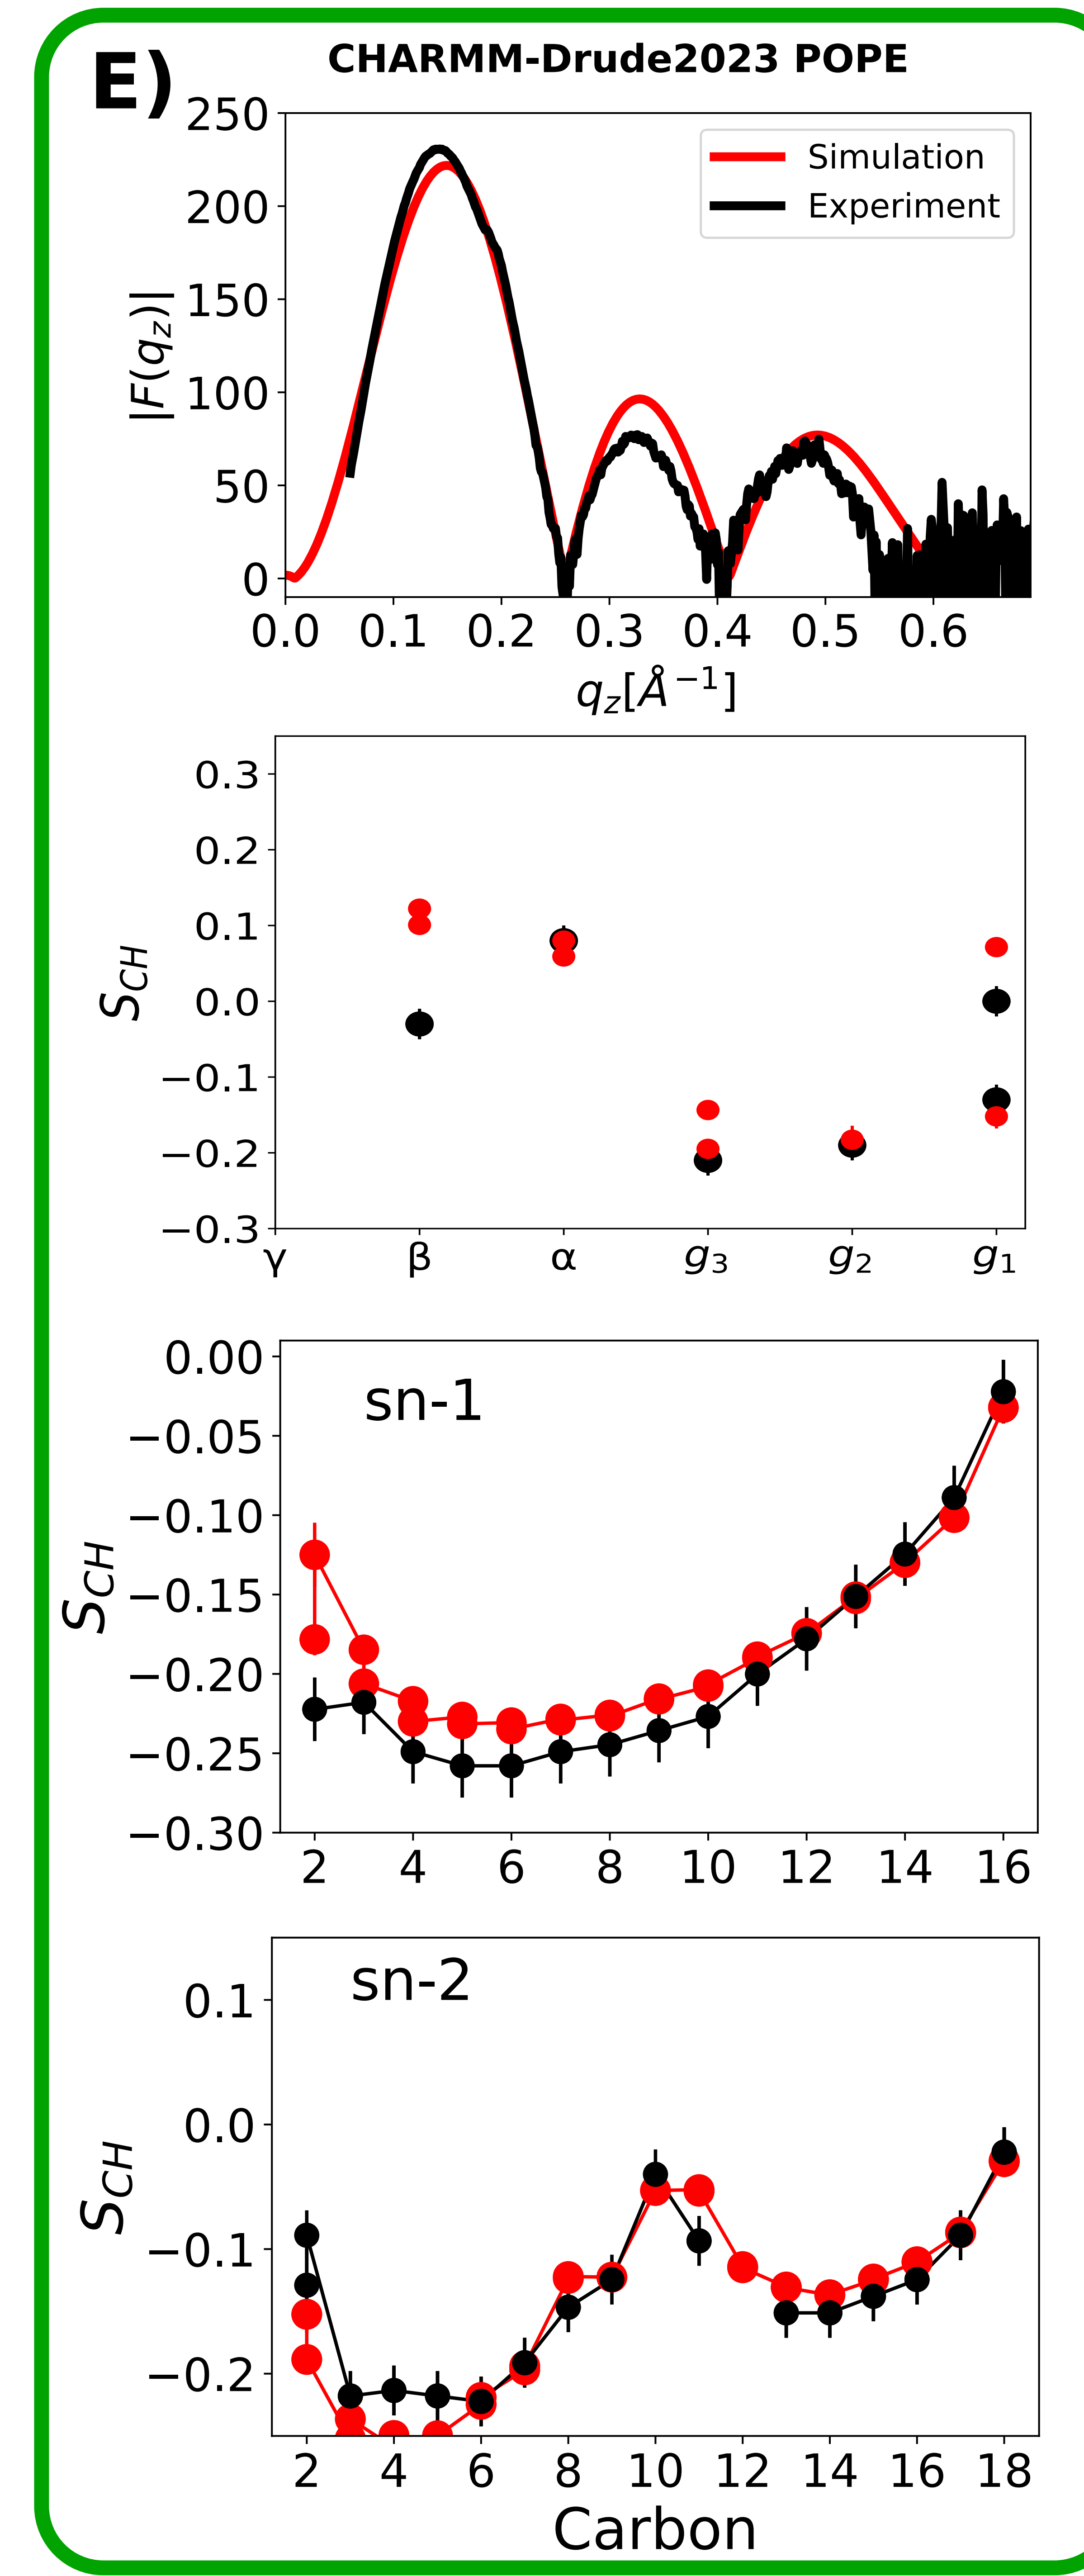 E)
CHARMM-Drude2023 POPE
250
200
150
100
50
0
|F(q_z)|
Simulation
Experiment
0.0 0.1 0.2 0.3 0.4 0.5 0.6
q_z[Å⁻¹]
0.3
0.2
0.1
0.0
−0.1
−0.2
−0.3
S_CH
γ β α g₃ g₂ g₁
sn-1
0.00
−0.05
−0.10
−0.15
−0.20
−0.25
−0.30
S_CH
2 4 6 8 10 12 14 16
sn-2
0.1
0.0
−0.1
−0.2
S_CH
2 4 6 8 10 12 14 16 18
Carbon